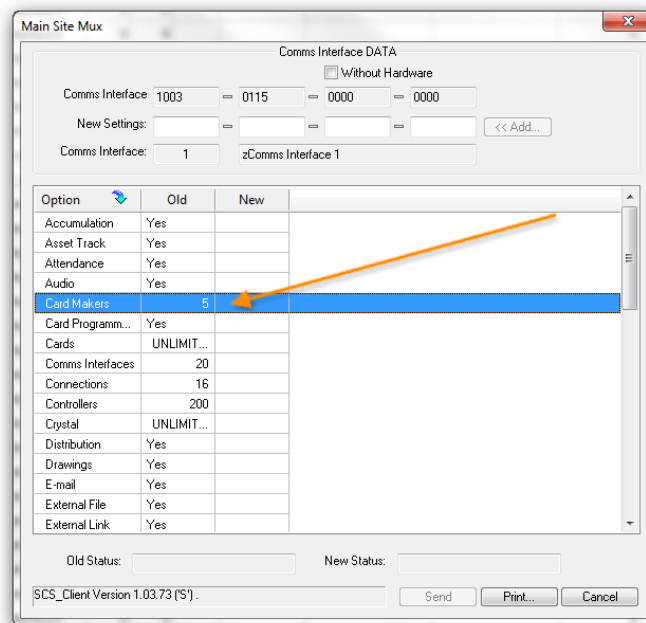 Main Site Mux
Comms Interface DATA
Without Hardware
Comms Interface 1003 - 0115 - 0000 - 0000
New Settings: - - - << Add...
Comms Interface: 1 zComms Interface 1
Option Old New
Accumulation Yes
Asset Track Yes
Attendance Yes
Audio Yes
Card Makers 5
Card Programm... Yes
Cards UNLIMIT...
Comms Interfaces 20
Connections 16
Controllers 200
Crystal UNLIMIT...
Distribution Yes
Drawings Yes
E-mail Yes
External File Yes
External Link Yes
Old Status: New Status:
SCS_Client Version 1.03.73 ('S') . Send Print... Cancel